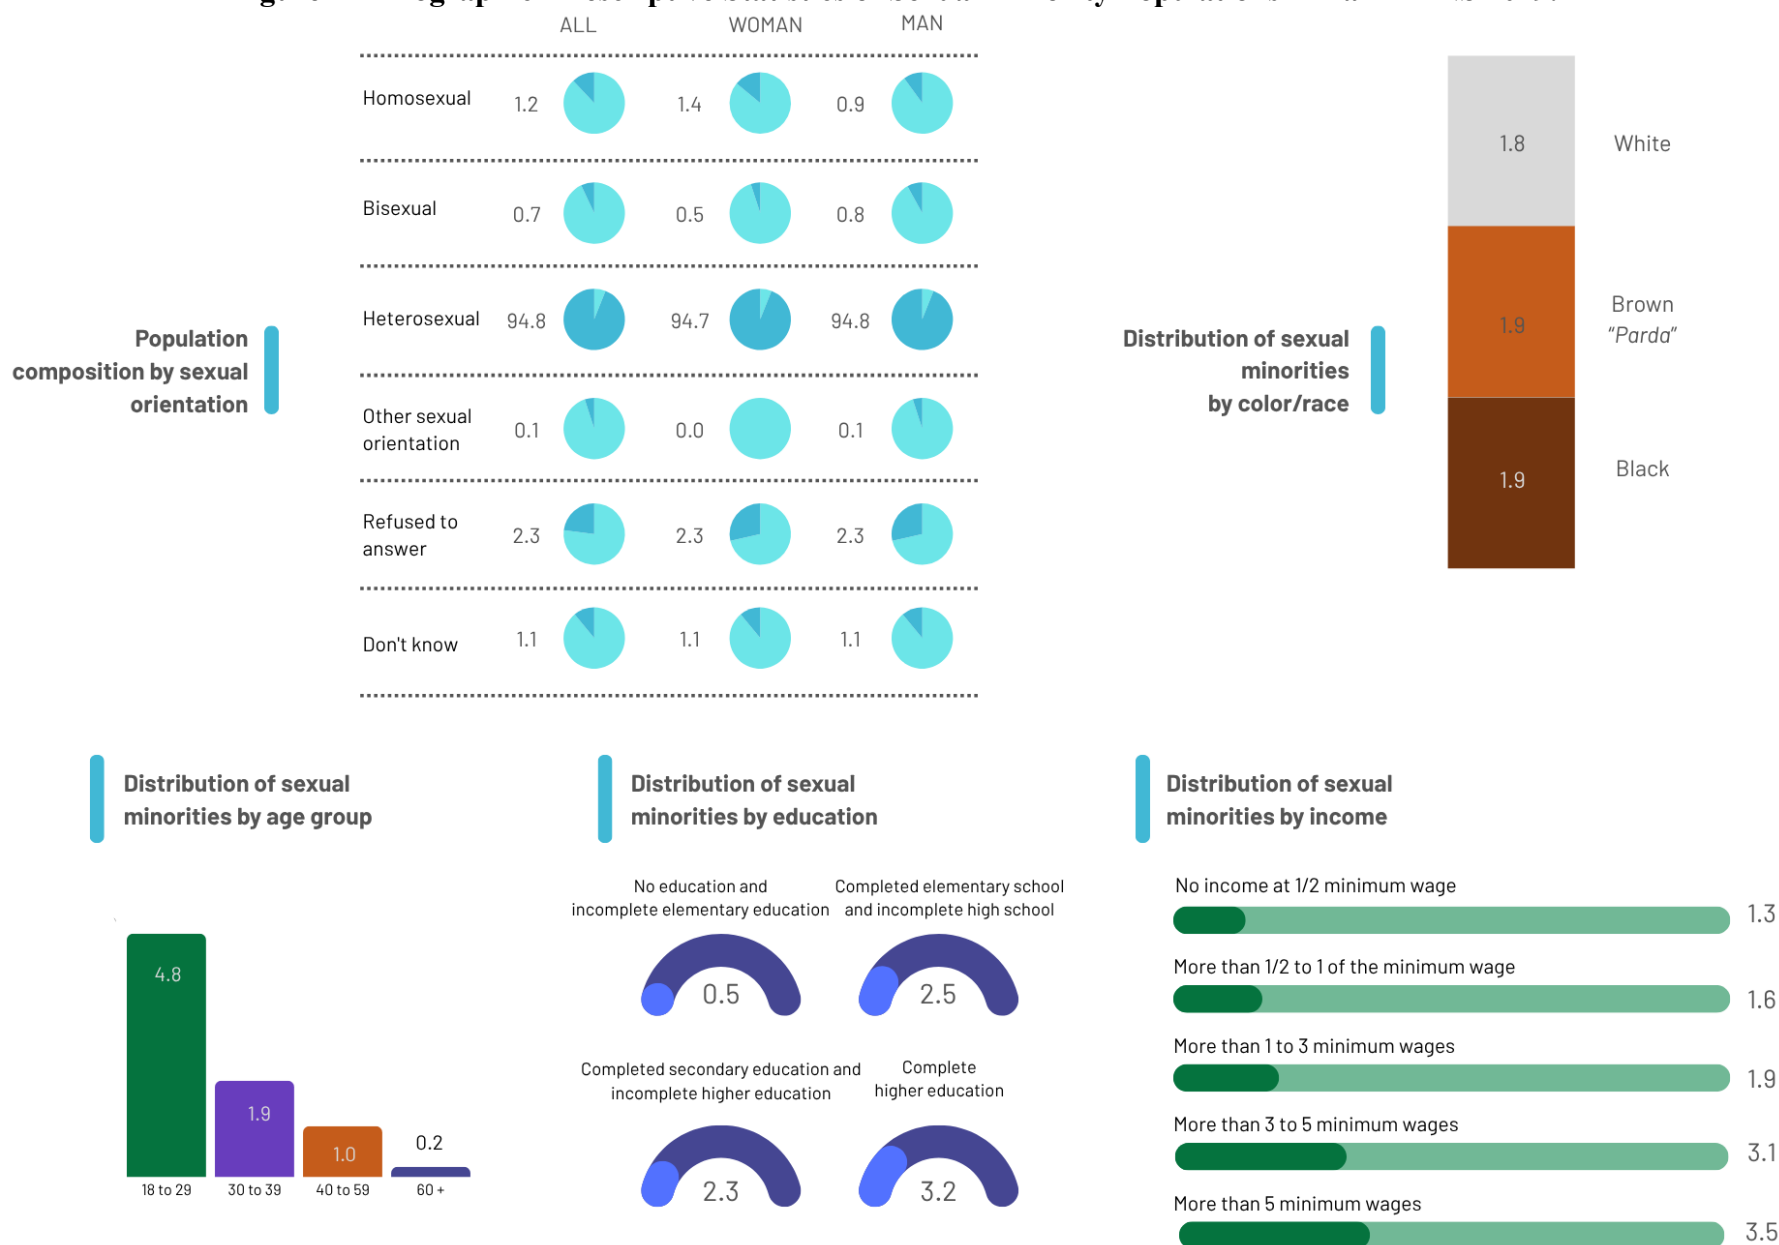 ALL WOMAN MAN
Homosexual 1.2 1.4 0.9
Bisexual 0.7 0.5 0.8
Heterosexual 94.8 94.7 94.8
Other sexual
orientation
0.1 0.0 0.1
Refused to
answer
2.3 2.3 2.3
Don't know 1.1 1.1 1.1
Population
composition by sexual
orientation
Distribution of sexual
minorities
by color/race
1.8 White
1.9 Brown
"Parda"
1.9 Black
Distribution of sexual
minorities by age group
4.8
1.9
1.0
0.2
18 to 29 30 to 39 40 to 59 60 +
Distribution of sexual
minorities by education
No education and
incomplete elementary education
0.5
Completed elementary school
and incomplete high school
2.5
Completed secondary education and
incomplete higher education
2.3
Complete
higher education
3.2
Distribution of sexual
minorities by income
No income at 1/2 minimum wage
1.3
More than 1/2 to 1 of the minimum wage
1.6
More than 1 to 3 minimum wages
1.9
More than 3 to 5 minimum wages
3.1
More than 5 minimum wages
3.5